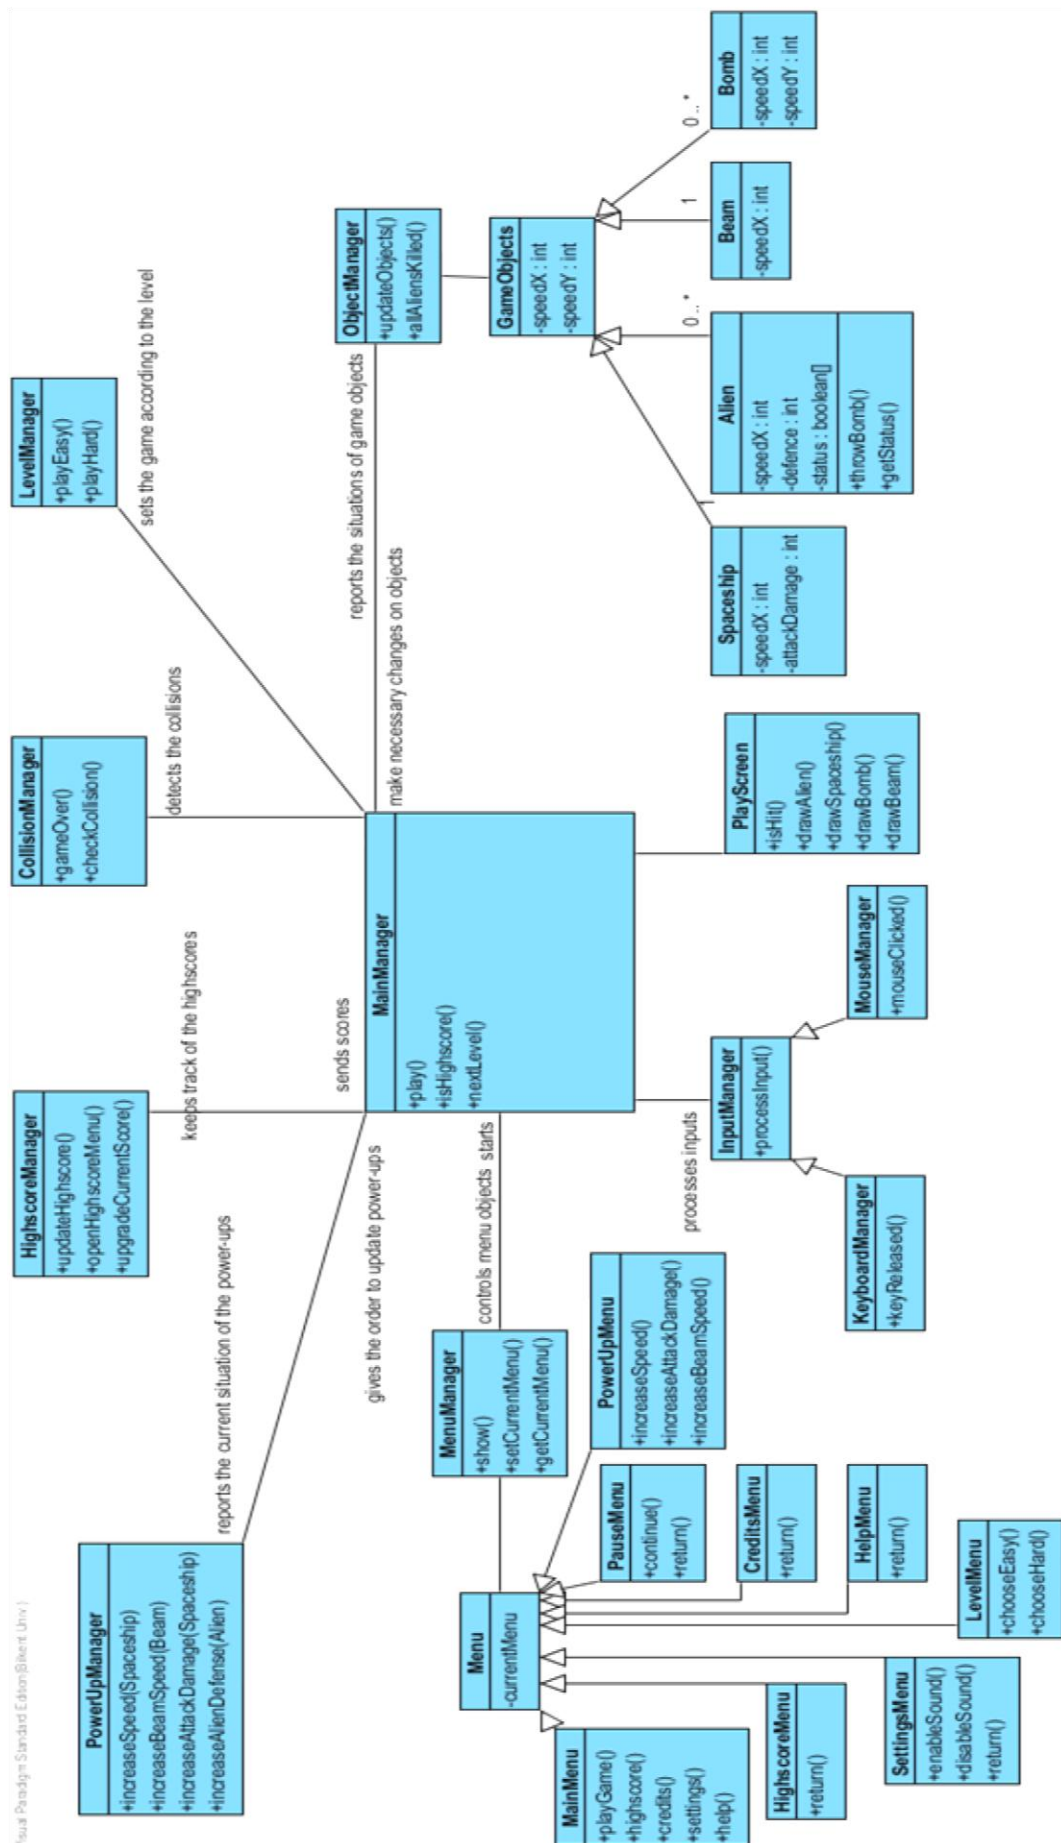 Visual Paradigm Standard Edition(Bilkent Univ.)
PowerUpManager
+increaseSpeed(Spaceship)
+increaseBeamSpeed(Beam)
+increaseAttackDamage(Spaceship)
+increaseAlienDefense(Alien)
HighscoreManager
+updateHighscore()
+openHighscoreMenu()
+upgradeCurrentScore()
CollisionManager
+gameOver()
+checkCollision()
LevelManager
+playEasy()
+playHard()
reports the current situation of the power-ups
keeps track of the highscores
detects the collisions
sets the game according to the level
gives the order to update power-ups
sends scores
MainManager
+play()
+isHighscore()
+nextLevel()
reports the situations of game objects
make necessary changes on objects
ObjectManager
+updateObjects()
+allAliensKilled()
MenuManager
+show()
+setCurrentMenu()
+getCurrentMenu()
controls menu objects
starts
GameObjects
-speedX : int
-speedY : int
Menu
-currentMenu
PowerUpMenu
+increaseSpeed()
+increaseAttackDamage()
+increaseBeamSpeed()
processes inputs
MainMenu
+playGame()
+highscore()
+credits()
+settings()
+help()
PauseMenu
+continue()
+return()
InputManager
+processInput()
PlayScreen
+isHit()
+drawAlien()
+drawSpaceship()
+drawBomb()
+drawBeam()
1
0..*
1
0..*
Spaceship
-speedX : int
-attackDamage : int
Alien
-speedX : int
-defence : int
-status : boolean[]
+throwBomb()
+getStatus()
Beam
-speedX : int
Bomb
-speedX : int
-speedY : int
CreditsMenu
+return()
HighscoreMenu
+return()
HelpMenu
+return()
KeyboardManager
+keyReleased()
MouseManager
+mouseClicked()
SettingsMenu
+enableSound()
+disableSound()
+return()
LevelMenu
+chooseEasy()
+chooseHard()